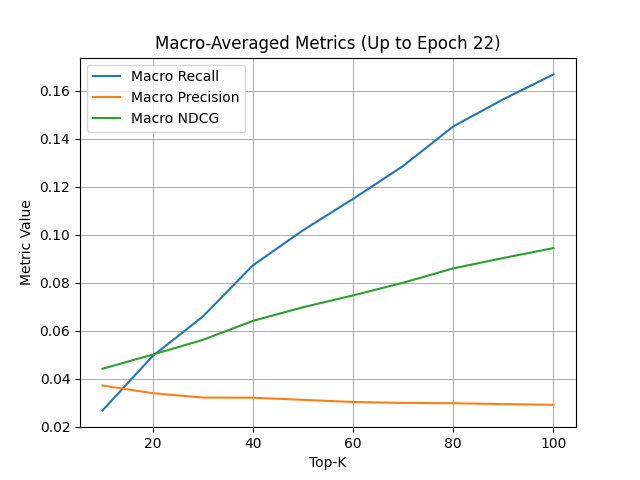 Macro-Averaged Metrics (Up to Epoch 22)
Macro Recall
Macro Precision
Macro NDCG
0.16
0.14
0.12
0.10
0.08
0.06
0.04
0.02
Metric Value
20 40 60 80 100
Top-K